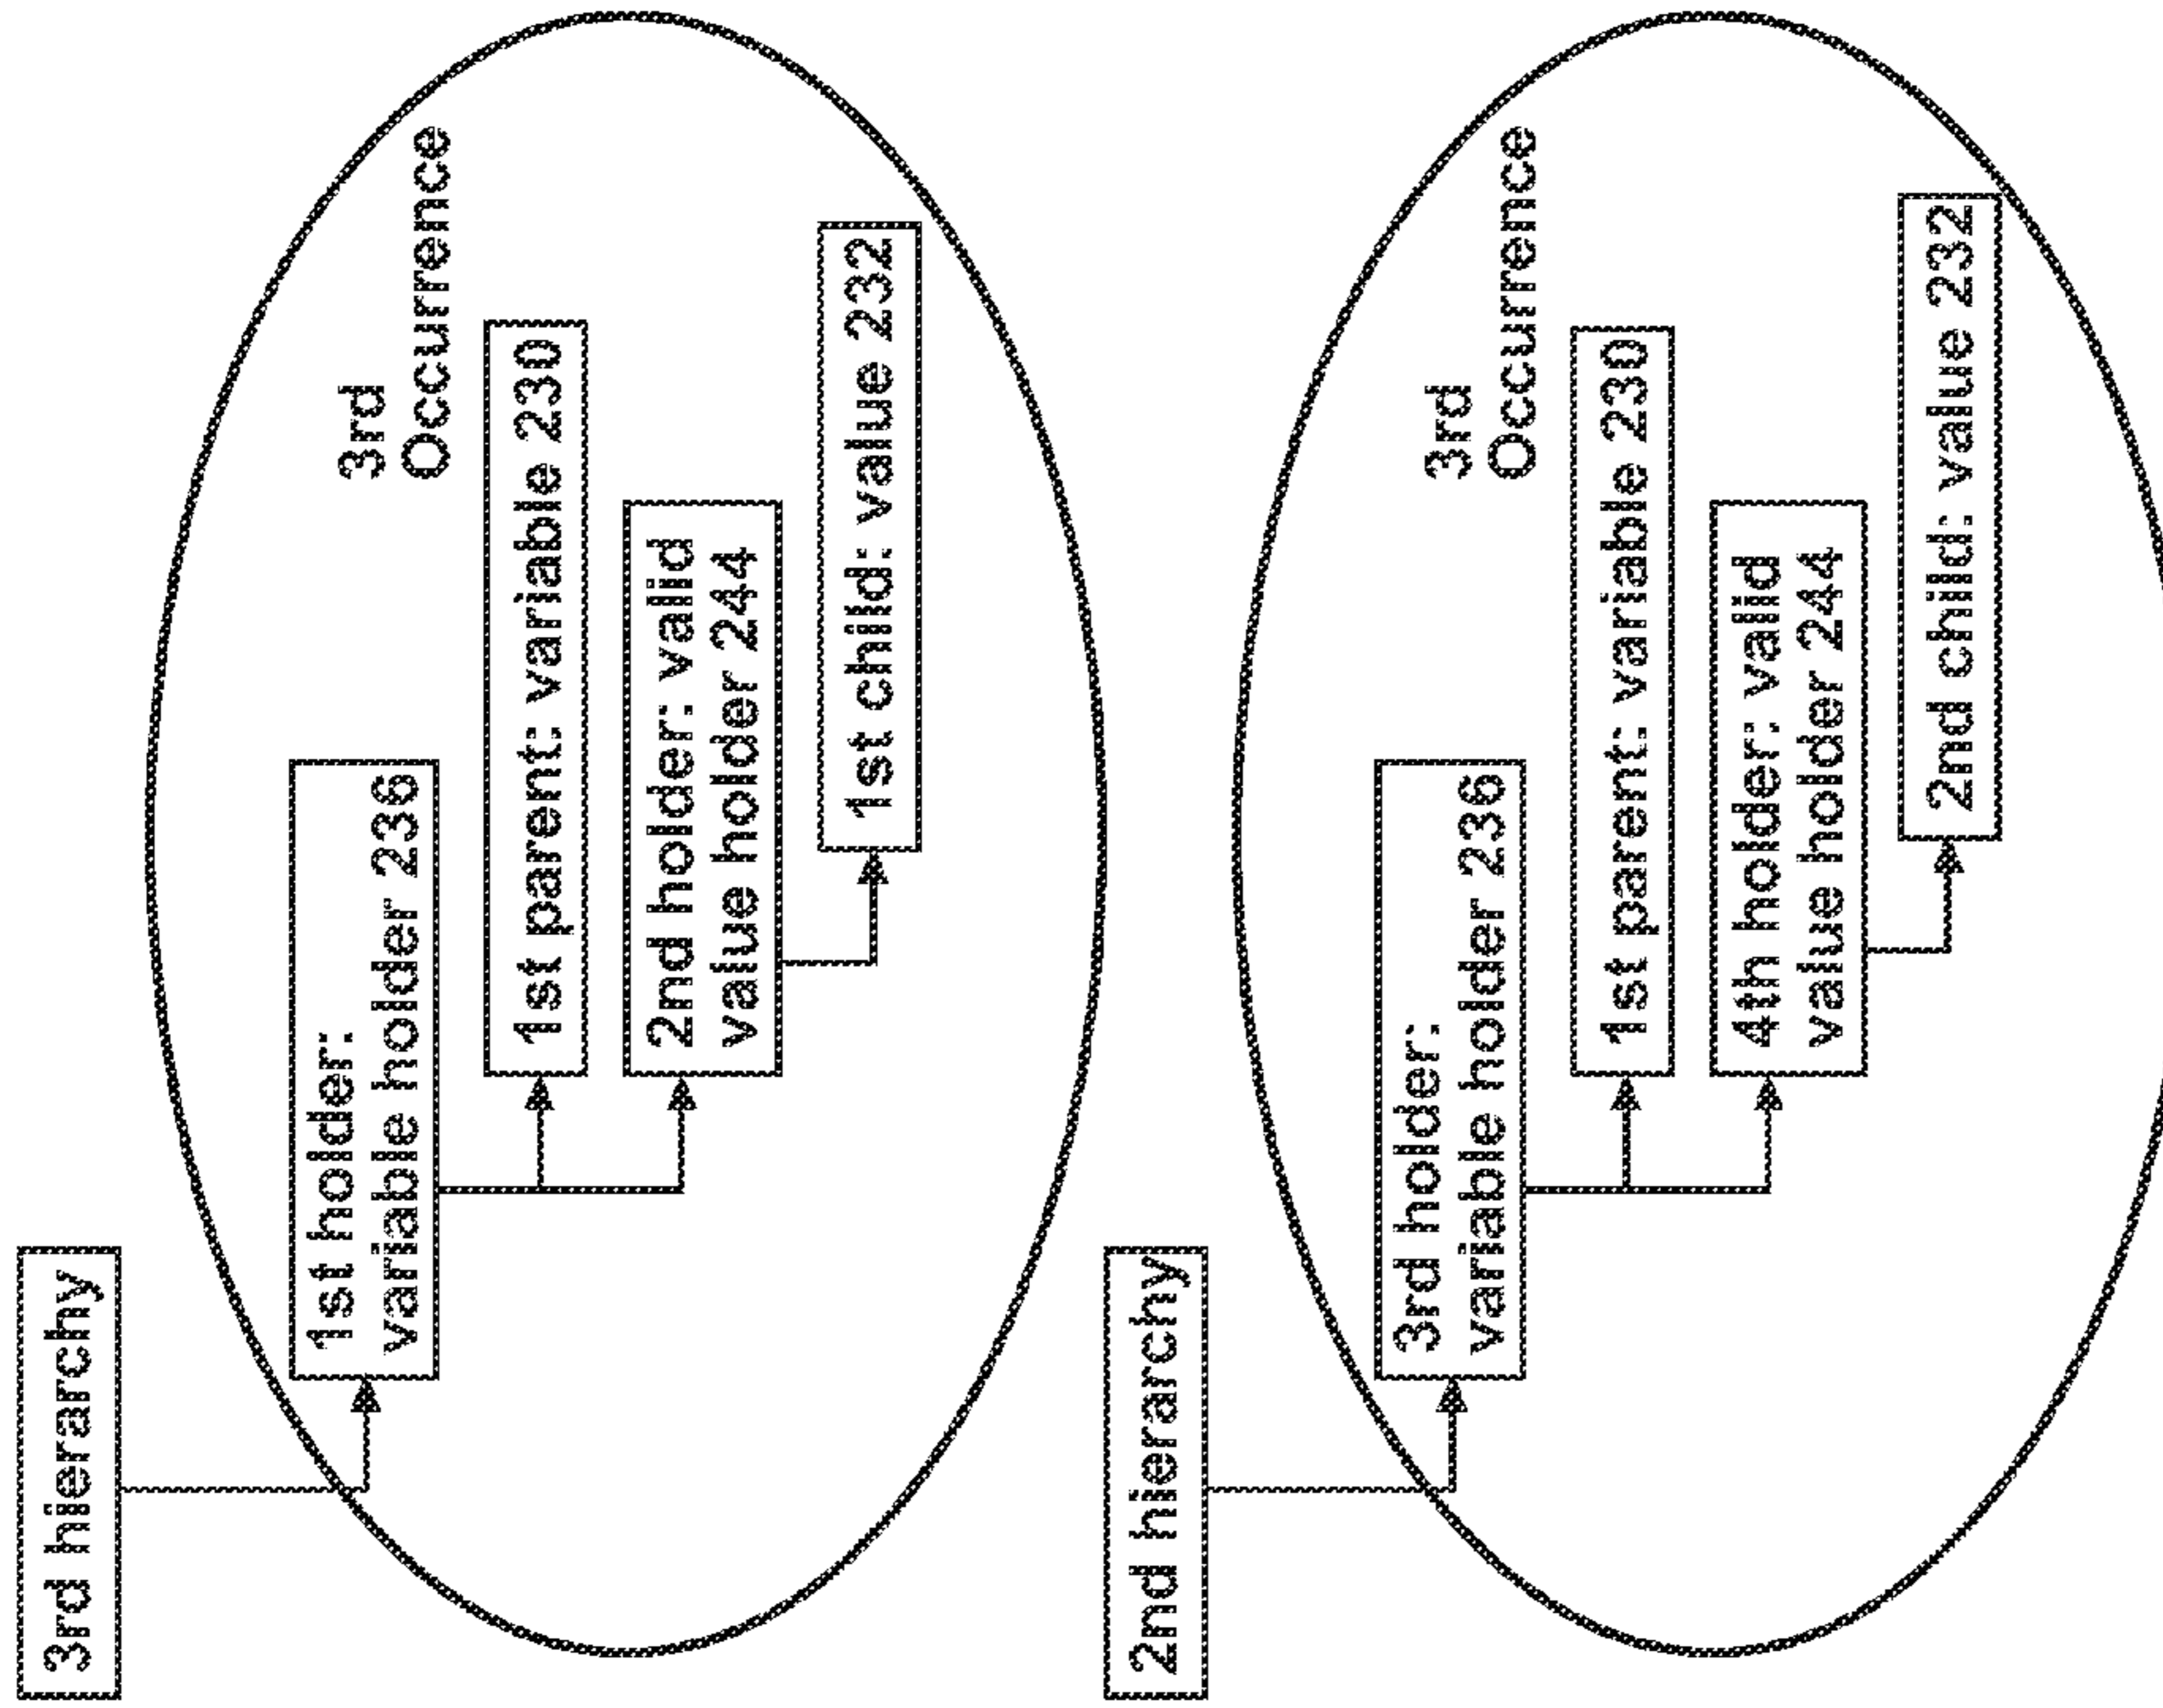 3rd hierarchy
1st holder:
variable holder 236
3rd
Occurrence
1st parent: variable 230
2nd holder: valid
value holder 244
1st child: value 232
2nd hierarchy
3rd holder:
variable holder 236
3rd
Occurrence
1st parent: variable 230
4th holder: valid
value holder 244
2nd child: value 232